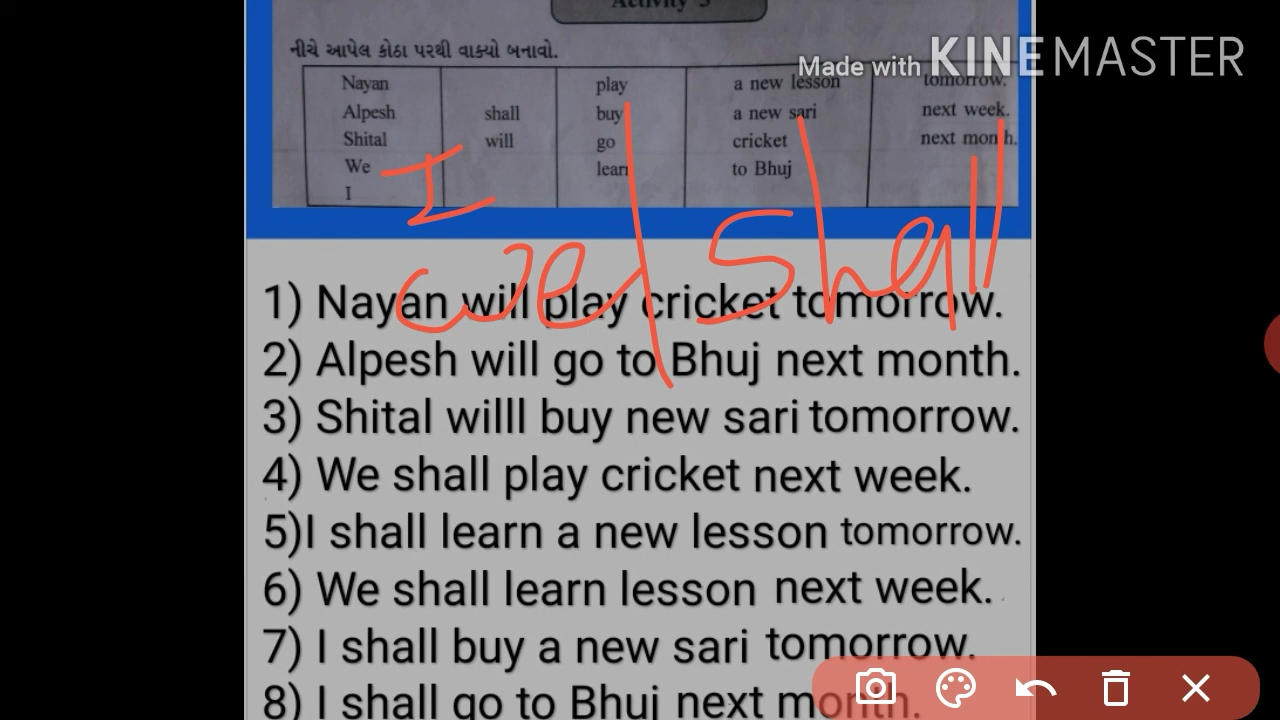 Activity 3
Made with KINEMASTER
નીચે આપેલ કોઠા પરથી વાક્યો બનાવો.
Nayan play a new lesson tomorrow.
Alpesh shall buy a new sari next week.
Shital will go cricket next month.
We learn to Bhuj
I
I
we shall
1) Nayan will play cricket tomorrow.
2) Alpesh will go to Bhuj next month.
3) Shital willl buy new sari tomorrow.
4) We shall play cricket next week.
5)I shall learn a new lesson tomorrow.
6) We shall learn lesson next week.
7) I shall buy a new sari tomorrow.
8) I shall go to Bhuj next month.